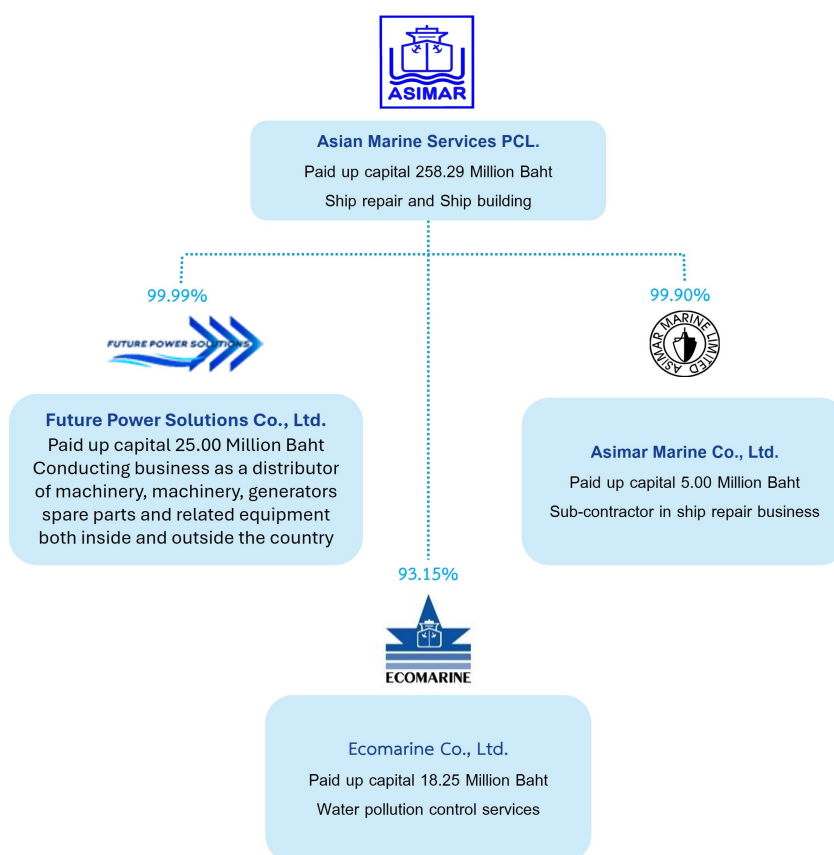 ASIMAR
Asian Marine Services PCL.
Paid up capital 258.29 Million Baht
Ship repair and Ship building
99.99%
99.90%
FUTURE POWER SOLUTIONS
ASIMAR MARINE LIMITED
Future Power Solutions Co., Ltd.
Paid up capital 25.00 Million Baht
Conducting business as a distributor
of machinery, machinery, generators
spare parts and related equipment
both inside and outside the country
Asimar Marine Co., Ltd.
Paid up capital 5.00 Million Baht
Sub-contractor in ship repair business
93.15%
ECOMARINE
Ecomarine Co., Ltd.
Paid up capital 18.25 Million Baht
Water pollution control services